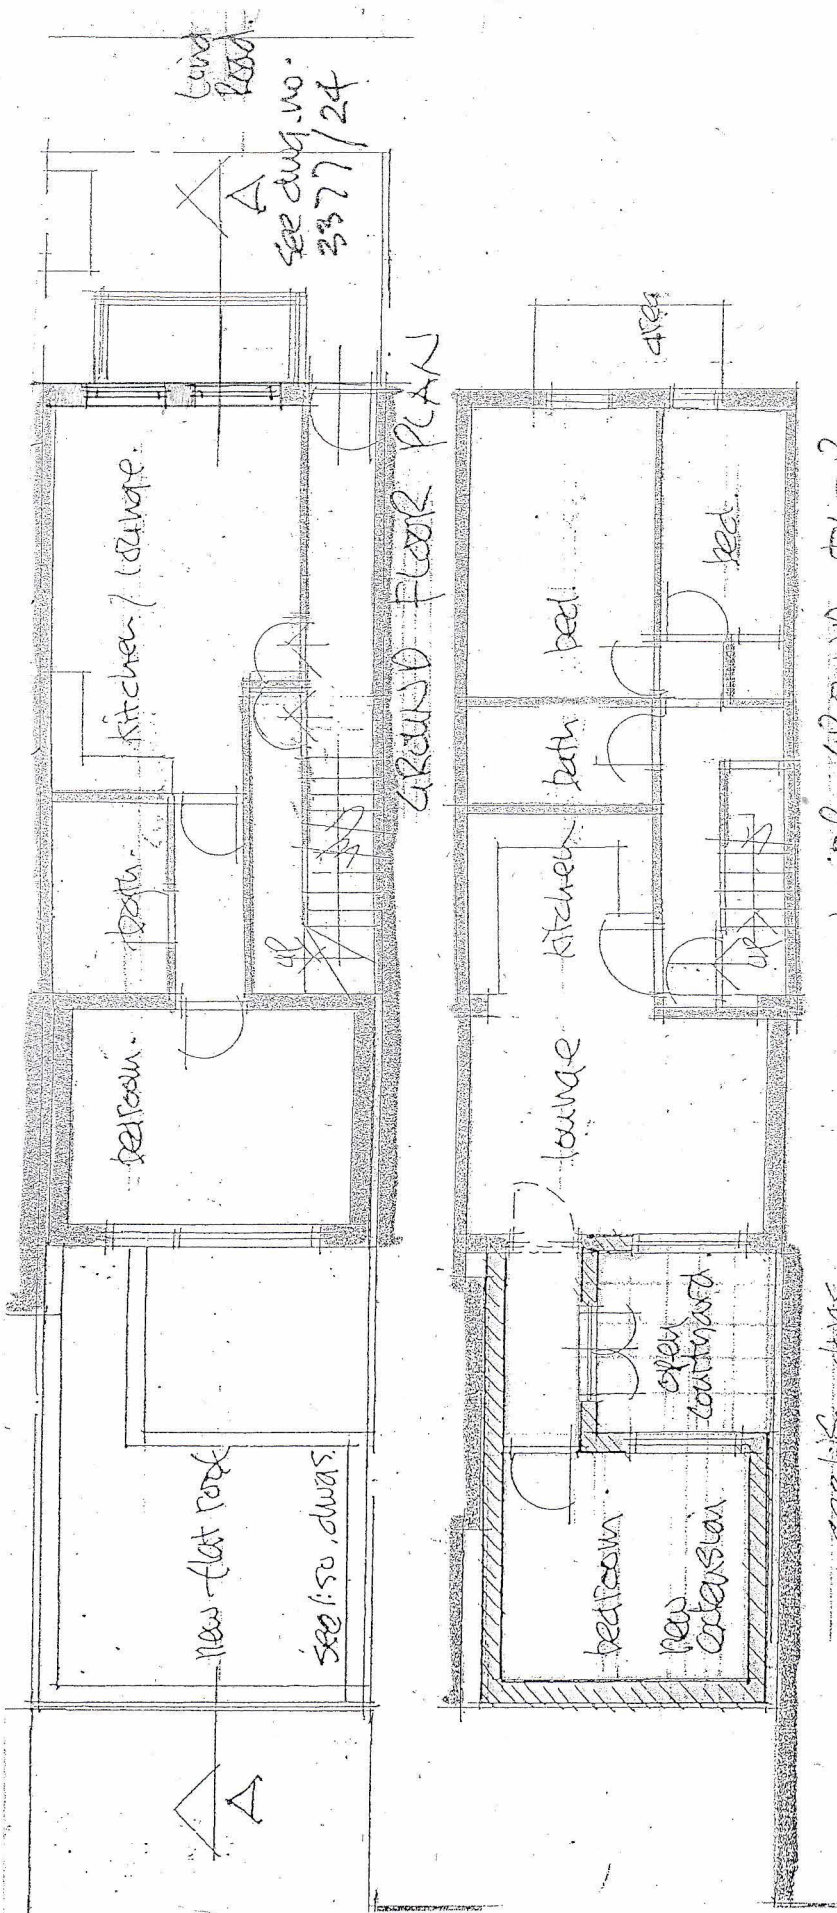 Road.
A
see dwg. no.
3377/24
kitchen / lounge.
bath.
bedroom.
UP
new flat roof
see 1:50 dwgs.
A
GROUND FLOOR PLAN
area
bed.
bed.
bath
kitchen
lounge
UP
open
courtyard.
bedroom.
new
extension